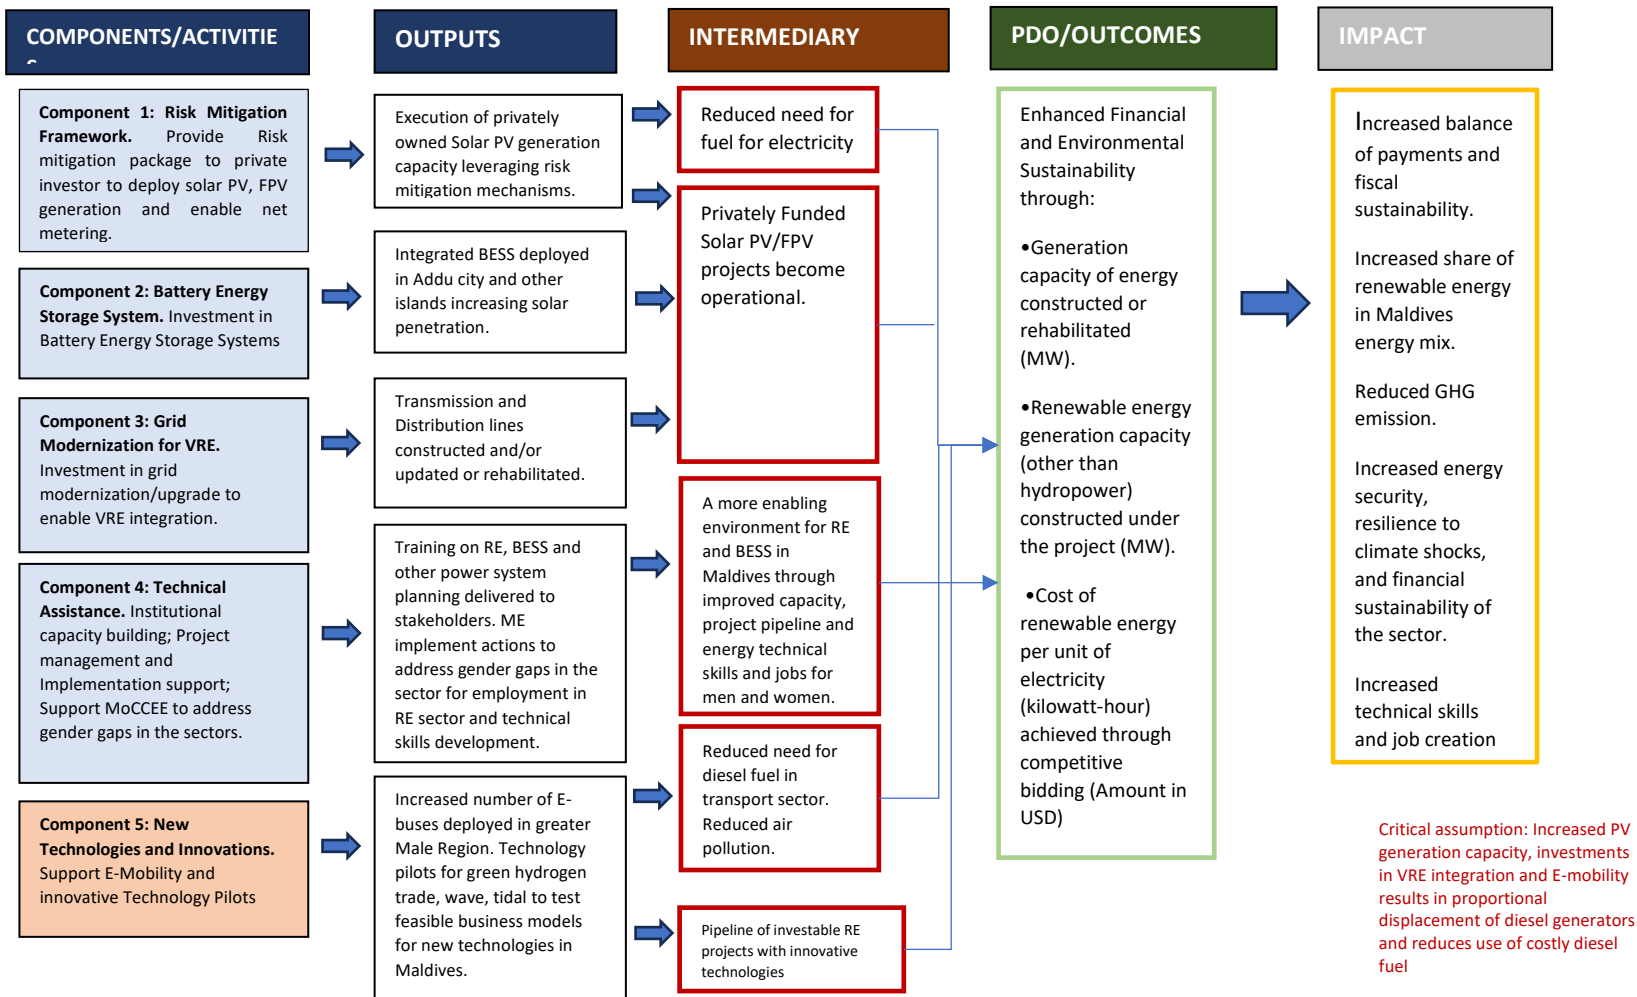 COMPONENTS/ACTIVITIE
S
OUTPUTS
INTERMEDIARY
PDO/OUTCOMES
IMPACT
Component 1: Risk Mitigation
Framework. Provide Risk
mitigation package to private
investor to deploy solar PV, FPV
generation and enable net
metering.
Component 2: Battery Energy
Storage System. Investment in
Battery Energy Storage Systems
Component 3: Grid
Modernization for VRE.
Investment in grid
modernization/upgrade to
enable VRE integration.
Component 4: Technical
Assistance. Institutional
capacity building; Project
management and
Implementation support;
Support MoCCEE to address
gender gaps in the sectors.
Component 5: New
Technologies and Innovations.
Support E-Mobility and
innovative Technology Pilots
Execution of privately
owned Solar PV generation
capacity leveraging risk
mitigation mechanisms.
Integrated BESS deployed
in Addu city and other
islands increasing solar
penetration.
Transmission and
Distribution lines
constructed and/or
updated or rehabilitated.
Training on RE, BESS and
other power system
planning delivered to
stakeholders. ME
implement actions to
address gender gaps in the
sector for employment in
RE sector and technical
skills development.
Increased number of E-
buses deployed in greater
Male Region. Technology
pilots for green hydrogen
trade, wave, tidal to test
feasible business models
for new technologies in
Maldives.
Reduced need for
fuel for electricity
Privately Funded
Solar PV/FPV
projects become
operational.
A more enabling
environment for RE
and BESS in
Maldives through
improved capacity,
project pipeline and
energy technical
skills and jobs for
men and women.
Reduced need for
diesel fuel in
transport sector.
Reduced air
pollution.
Pipeline of investable RE
projects with innovative
technologies
Enhanced Financial
and Environmental
Sustainability
through:
•Generation
capacity of energy
constructed or
rehabilitated
(MW).
•Renewable energy
generation capacity
(other than
hydropower)
constructed under
the project (MW).
•Cost of
renewable energy
per unit of
electricity
(kilowatt-hour)
achieved through
competitive
bidding (Amount in
USD)
Increased balance
of payments and
fiscal
sustainability.
Increased share of
renewable energy
in Maldives
energy mix.
Reduced GHG
emission.
Increased energy
security,
resilience to
climate shocks,
and financial
sustainability of
the sector.
Increased
technical skills
and job creation
Critical assumption: Increased PV
generation capacity, investments
in VRE integration and E-mobility
results in proportional
displacement of diesel generators
and reduces use of costly diesel
fuel